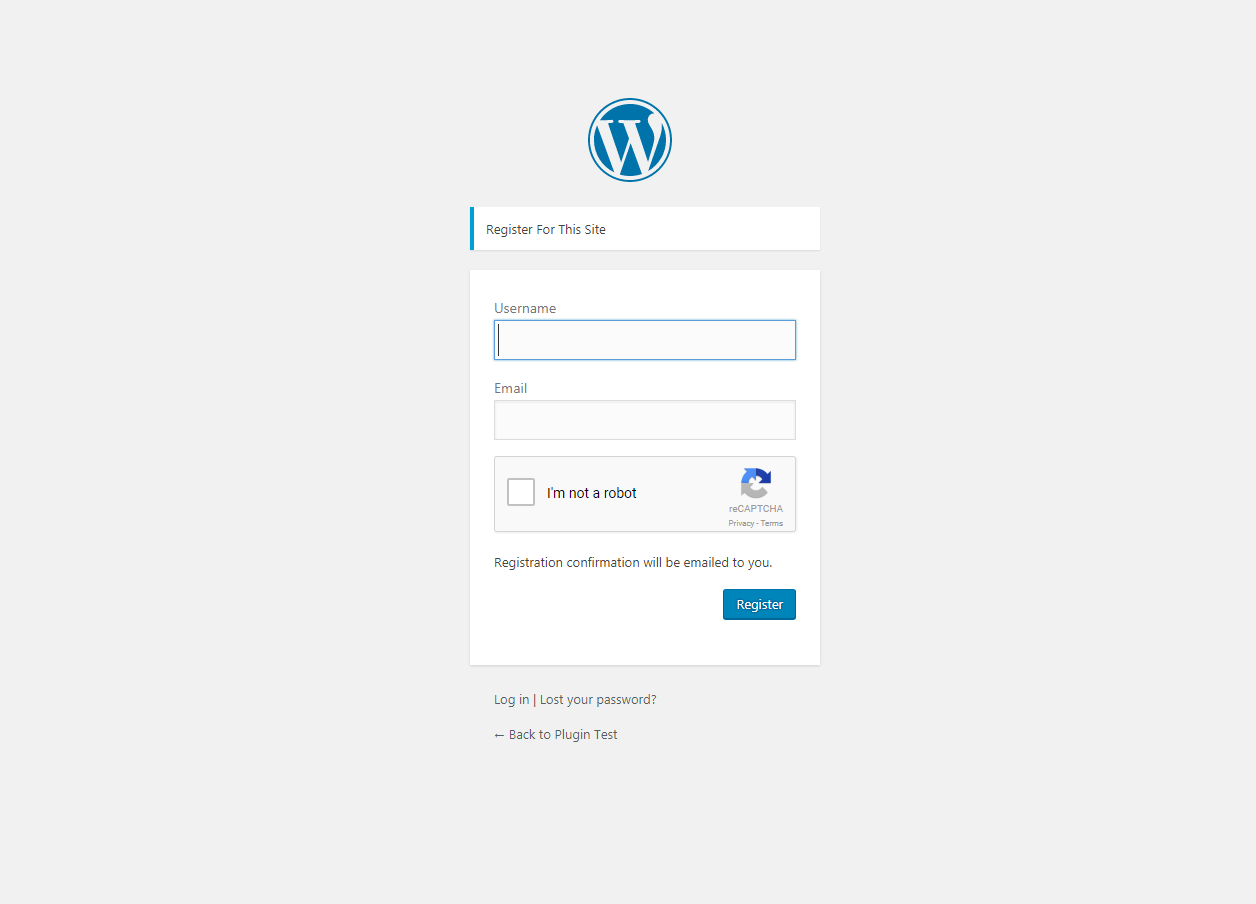 Register For This Site
Username
Email
I'm not a robot
reCAPTCHA
Privacy - Terms
Registration confirmation will be emailed to you.
Register
Log in | Lost your password?
← Back to Plugin Test